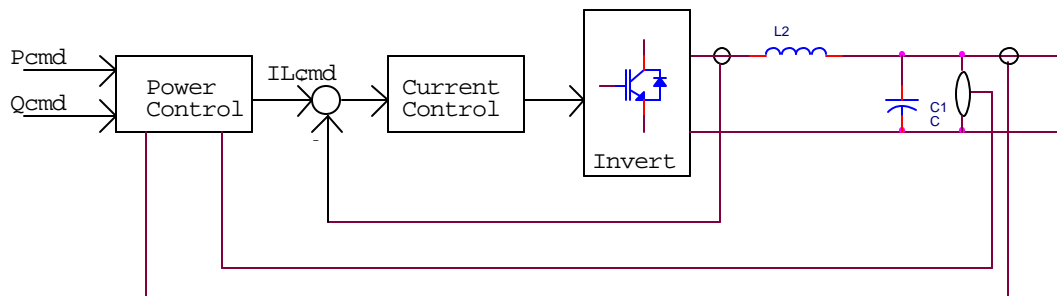 Pcmd
Qcmd
Power
Control
ILcmd
-
Current
Control
Invert
L2
C1
C